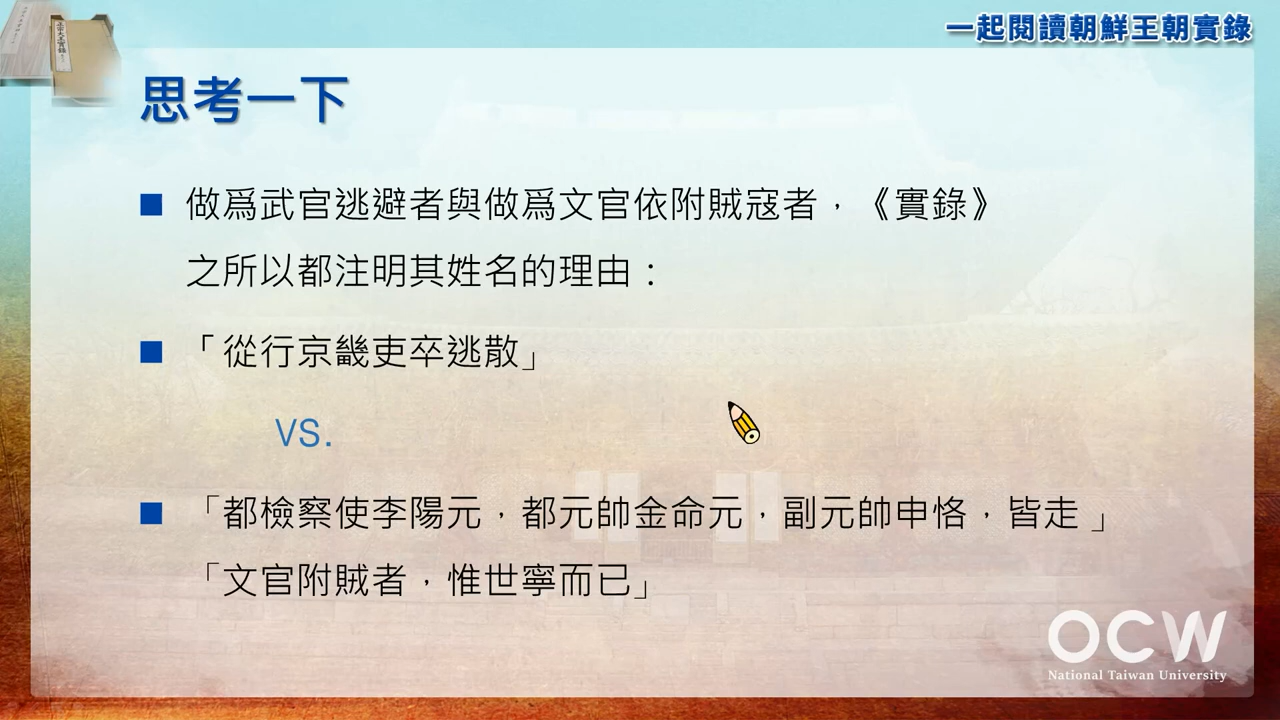 一起閱讀朝鮮王朝實錄
思考一下
做爲武官逃避者與做爲文官依附賊寇者，《實錄》
之所以都注明其姓名的理由：
「從行京畿吏卒逃散」
VS.
「都檢察使李陽元，都元帥金命元，副元帥申恪，皆走 」
「文官附賊者，惟世寧而已」
OCW
National Taiwan University